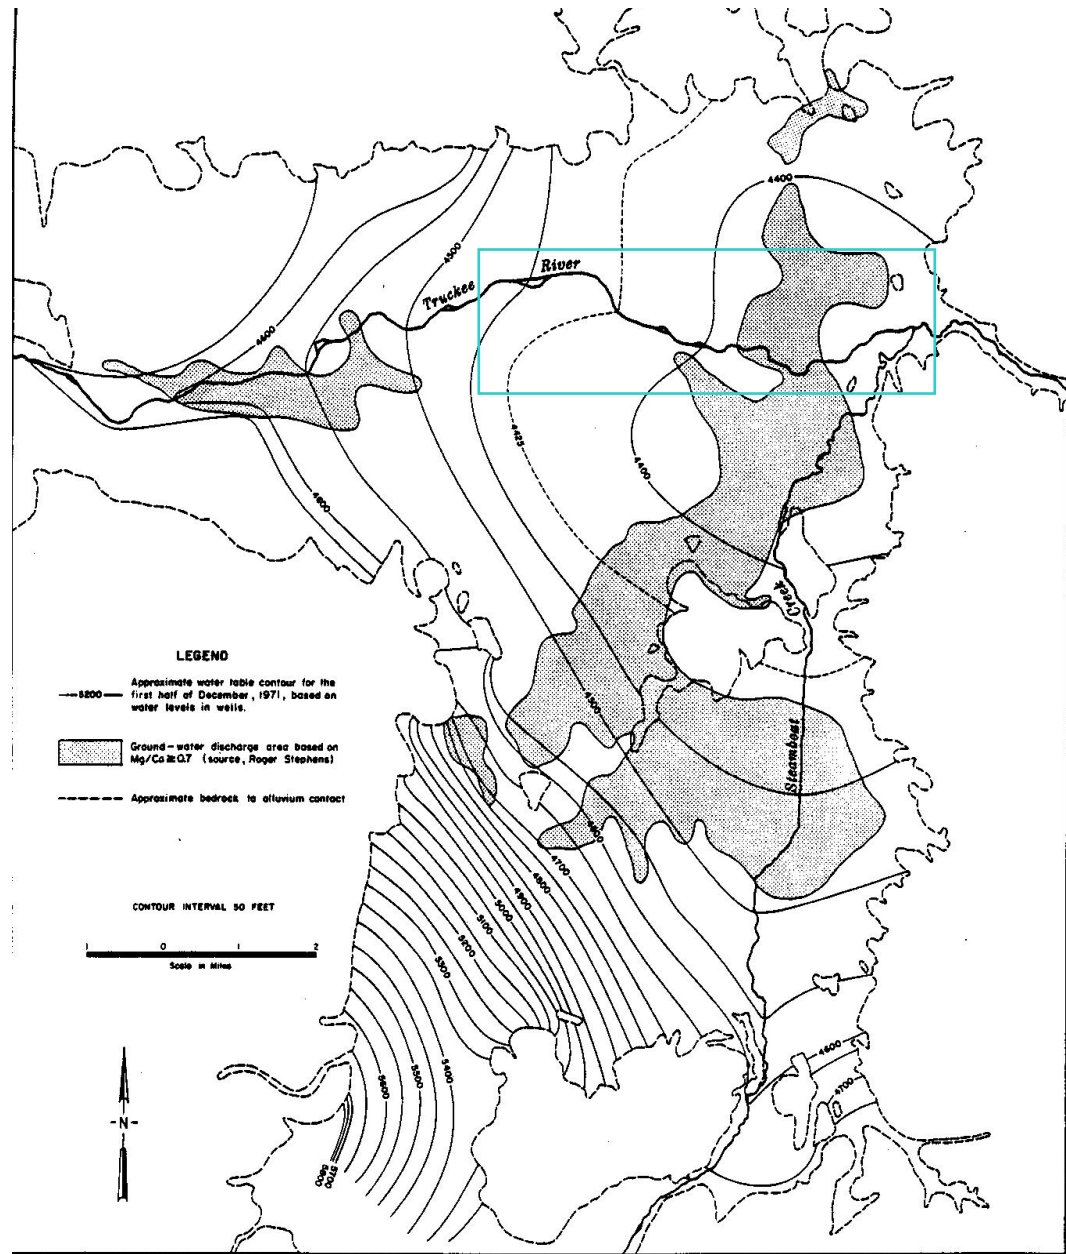 4400
4500
River
Truckee
4600
4425
4400
4600
Creek
LEGEND
5200
Approximate water table contour for the
first half of December, 1971, based on
water levels in wells.
4500
Ground-water discharge area based on
Mg/Ca≥0.7 (source, Roger Stephens)
Steamboat
Approximate bedrock to alluvium contact
4600
4700
4800
4900
5000
5100
5200
5300
CONTOUR INTERVAL 50 FEET
1 0 1 2
Scale in Miles
5400
5500
5600
4600
4700
-N-
5700
5800